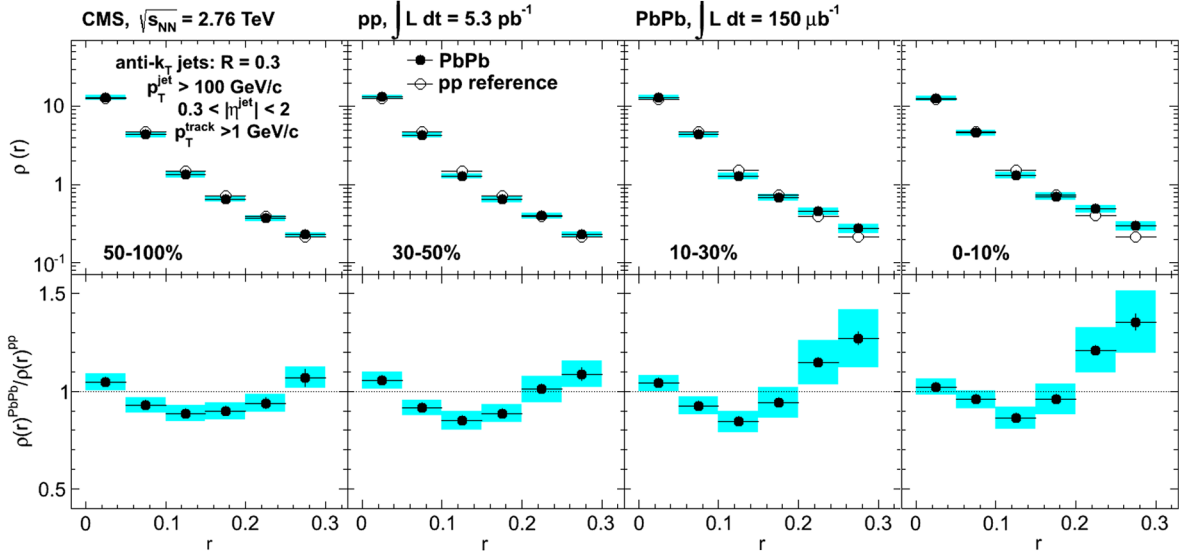 CMS, √s_NN = 2.76 TeV
pp, ∫ L dt = 5.3 pb⁻¹
PbPb, ∫ L dt = 150 μb⁻¹
anti-k_T jets: R = 0.3
p_T^jet > 100 GeV/c
0.3 < |η^jet| < 2
p_T^track >1 GeV/c
PbPb
pp reference
ρ (r)
10
1
10⁻¹
50-100%
30-50%
10-30%
0-10%
ρ(r)^PbPb/ρ(r)^pp
1.5
1
0.5
0 0.1 0.2 0.3
0 0.1 0.2 0.3
0 0.1 0.2 0.3
0 0.1 0.2 0.3
r
r
r
r